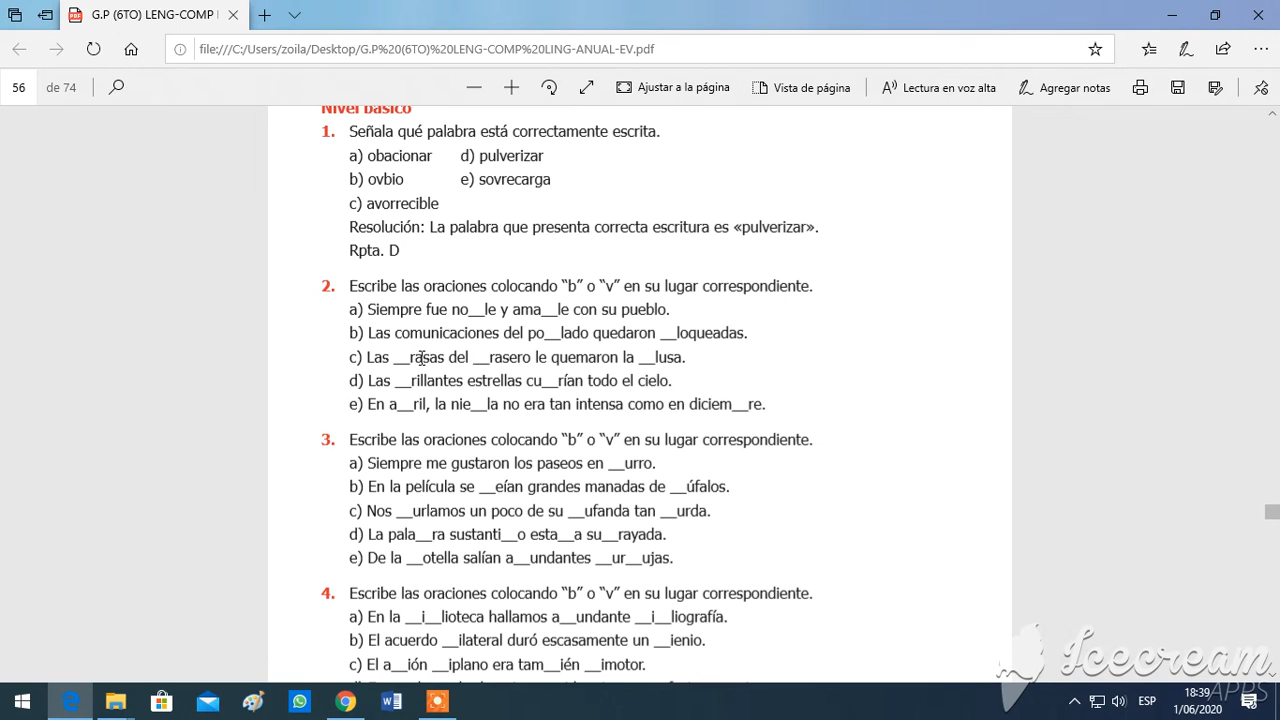 G.P (6TO) LENG-COMP
file:///C:/Users/zoila/Desktop/G.P%20(6TO)%20LENG-COMP%20LING-ANUAL-EV.pdf
56 de 74
Ajustar a la página
Vista de página
Lectura en voz alta
Agregar notas
Nivel básico
1. Señala qué palabra está correctamente escrita.
a) obacionar d) pulverizar
b) ovbio e) sovrecarga
c) avorrecible
Resolución: La palabra que presenta correcta escritura es «pulverizar».
Rpta. D
2. Escribe las oraciones colocando “b” o “v” en su lugar correspondiente.
a) Siempre fue no__le y ama__le con su pueblo.
b) Las comunicaciones del po__lado quedaron __loqueadas.
c) Las __rasas del __rasero le quemaron la __lusa.
d) Las __rillantes estrellas cu__rían todo el cielo.
e) En a__ril, la nie__la no era tan intensa como en diciem__re.
3. Escribe las oraciones colocando “b” o “v” en su lugar correspondiente.
a) Siempre me gustaron los paseos en __urro.
b) En la película se __eían grandes manadas de __úfalos.
c) Nos __urlamos un poco de su __ufanda tan __urda.
d) La pala__ra sustanti__o esta__a su__rayada.
e) De la __otella salían a__undantes __ur__ujas.
4. Escribe las oraciones colocando “b” o “v” en su lugar correspondiente.
a) En la __i__lioteca hallamos a__undante __i__liografía.
b) El acuerdo __ilateral duró escasamente un __ienio.
c) El a__ión __iplano era tam__ién __imotor.
Icecream
APPS
ESP
18:39
1/06/2020